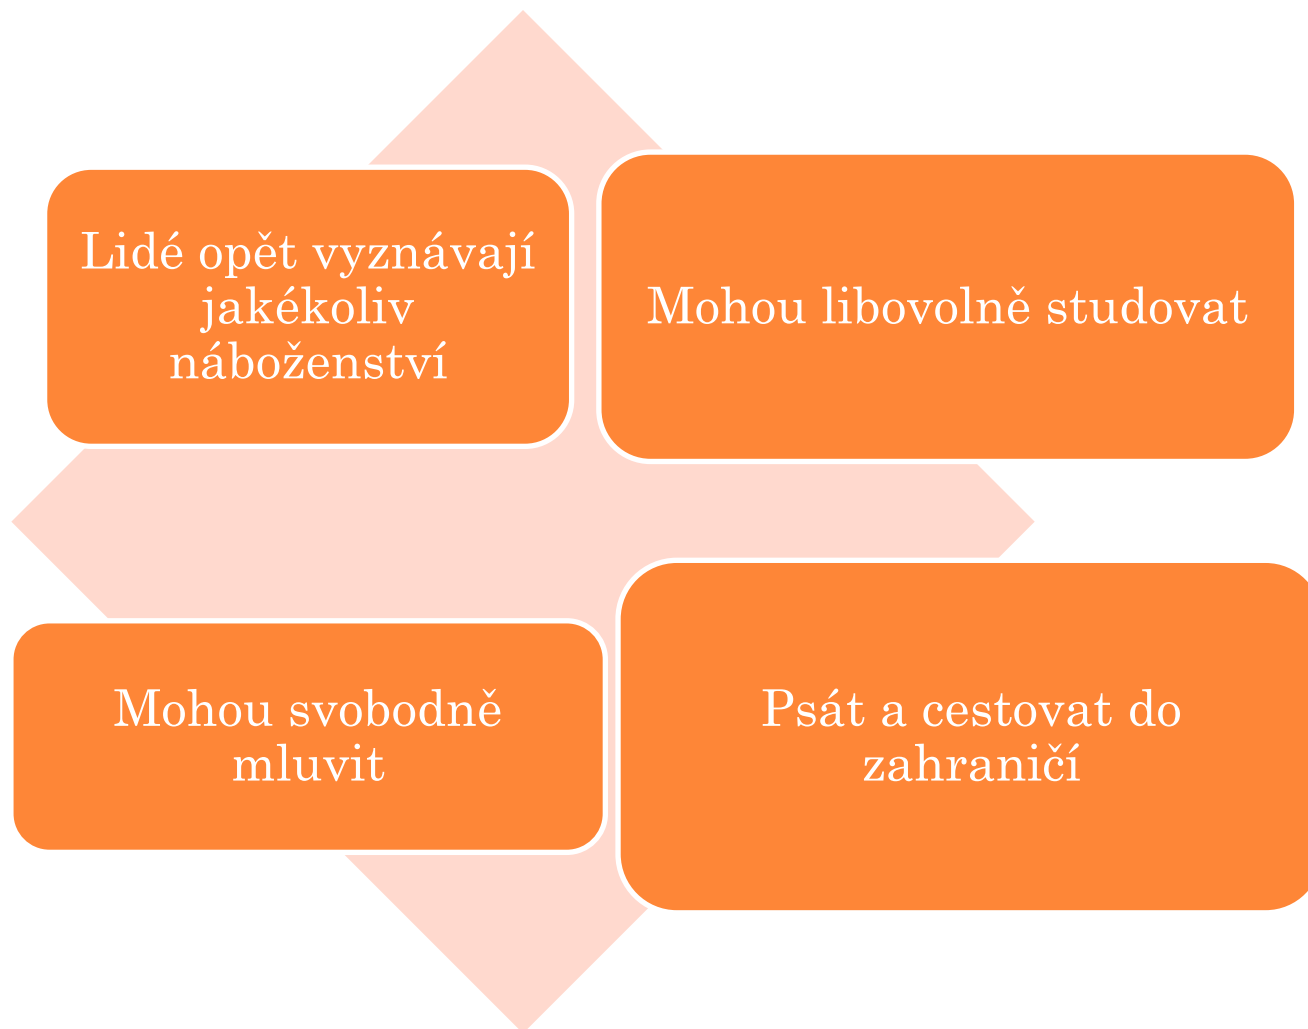 Lidé opět vyznávají
jakékoliv
náboženství
Mohou libovolně studovat
Mohou svobodně
mluvit
Psát a cestovat do
zahraničí